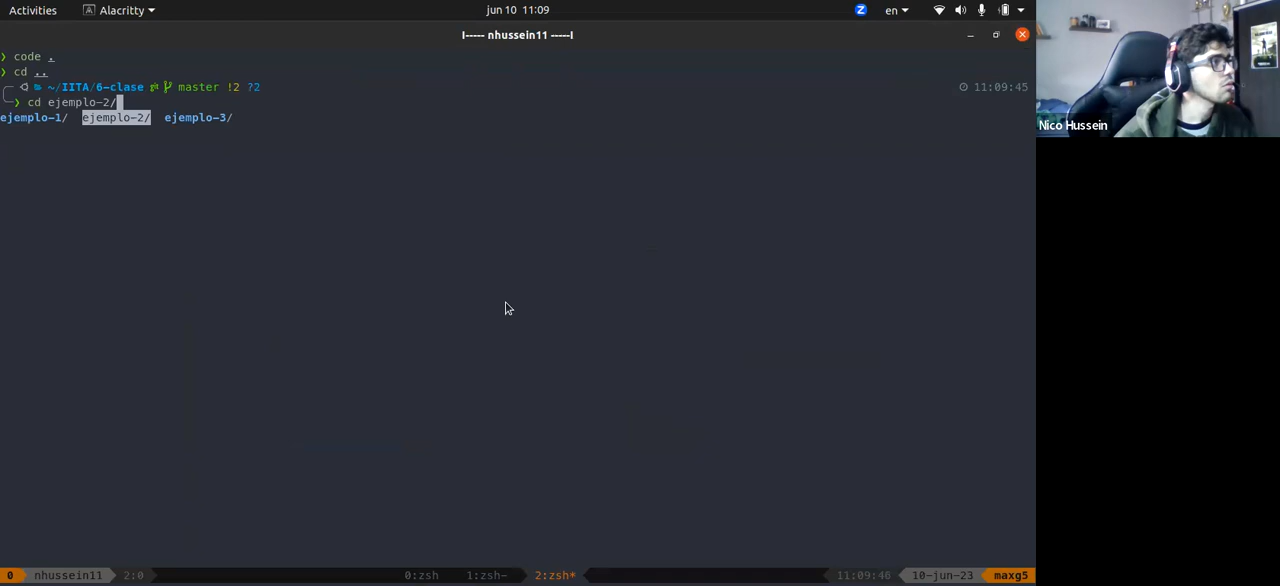 Activities Alacritty jun 10 11:09 Z en
I----- nhussein11 -----I
❯ code .
❯ cd ..
~/IITA/6-clase master !2 ?2 11:09:45
❯ cd ejemplo-2/
ejemplo-1/ ejemplo-2/ ejemplo-3/
Nico Hussein
0 nhussein11 2:0 0:zsh 1:zsh- 2:zsh* 11:09:46 10-jun-23 maxg5